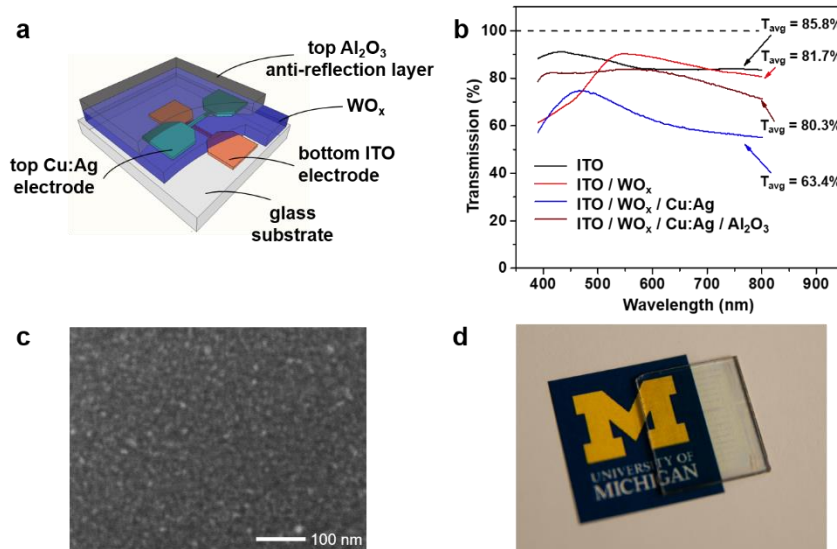 a
top Al₂O₃
anti-reflection layer
WOₓ
top Cu:Ag
electrode
bottom ITO
electrode
glass
substrate
b
Transmission (%)
100
80
60
40
20
0
400 500 600 700 800 900
Wavelength (nm)
Tavg = 85.8%
Tavg = 81.7%
Tavg = 80.3%
Tavg = 63.4%
ITO
ITO / WOₓ
ITO / WOₓ / Cu:Ag
ITO / WOₓ / Cu:Ag / Al₂O₃
c
100 nm
d
M
UNIVERSITY OF
MICHIGAN